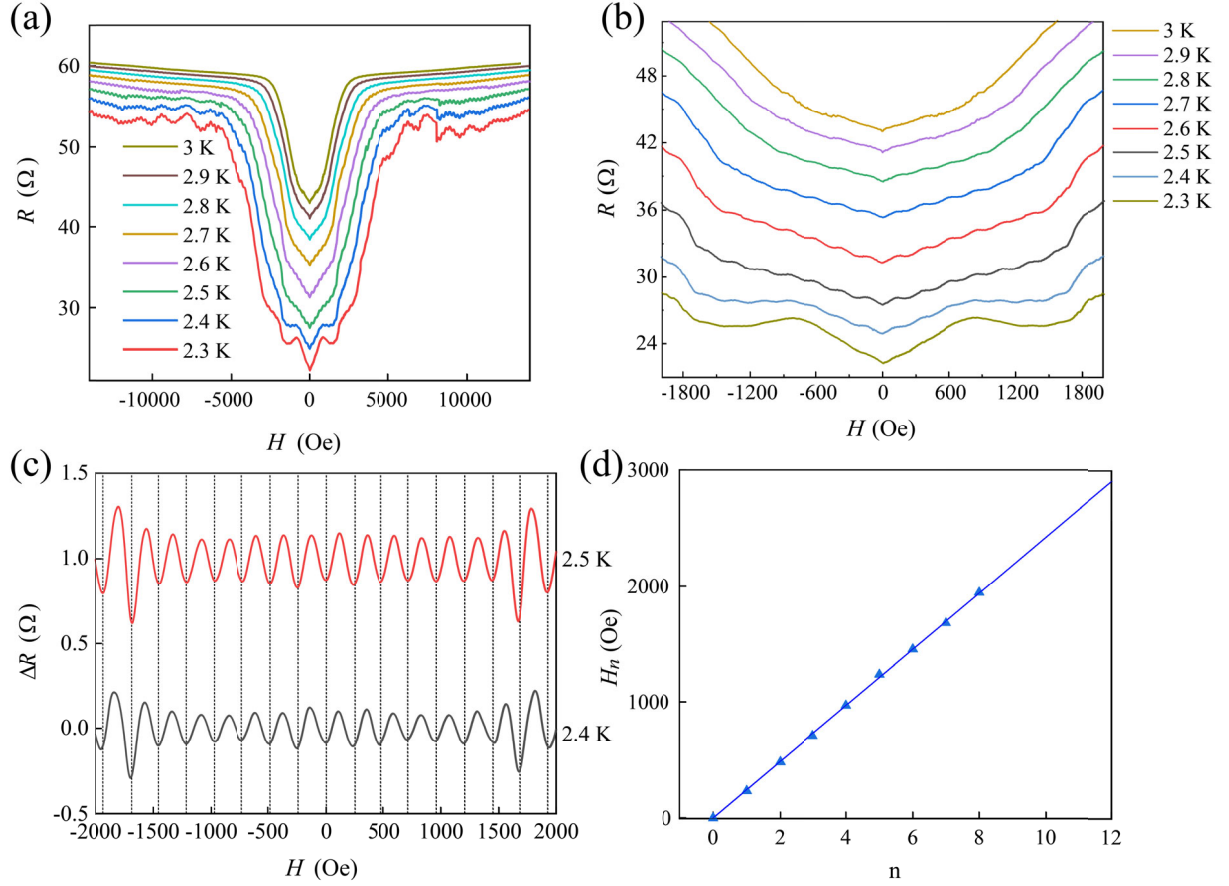 (a)
60
50
40
30
R (Ω)
3 K
2.9 K
2.8 K
2.7 K
2.6 K
2.5 K
2.4 K
2.3 K
-10000 -5000 0 5000 10000
H (Oe)
(b)
48
42
36
30
24
R (Ω)
-1800 -1200 -600 0 600 1200 1800
H (Oe)
3 K
2.9 K
2.8 K
2.7 K
2.6 K
2.5 K
2.4 K
2.3 K
(c)
1.5
1.0
0.5
0.0
-0.5
ΔR (Ω)
2.5 K
2.4 K
-2000 -1500 -1000 -500 0 500 1000 1500 2000
H (Oe)
(d)
3000
2000
1000
0
Hn (Oe)
0 2 4 6 8 10 12
n